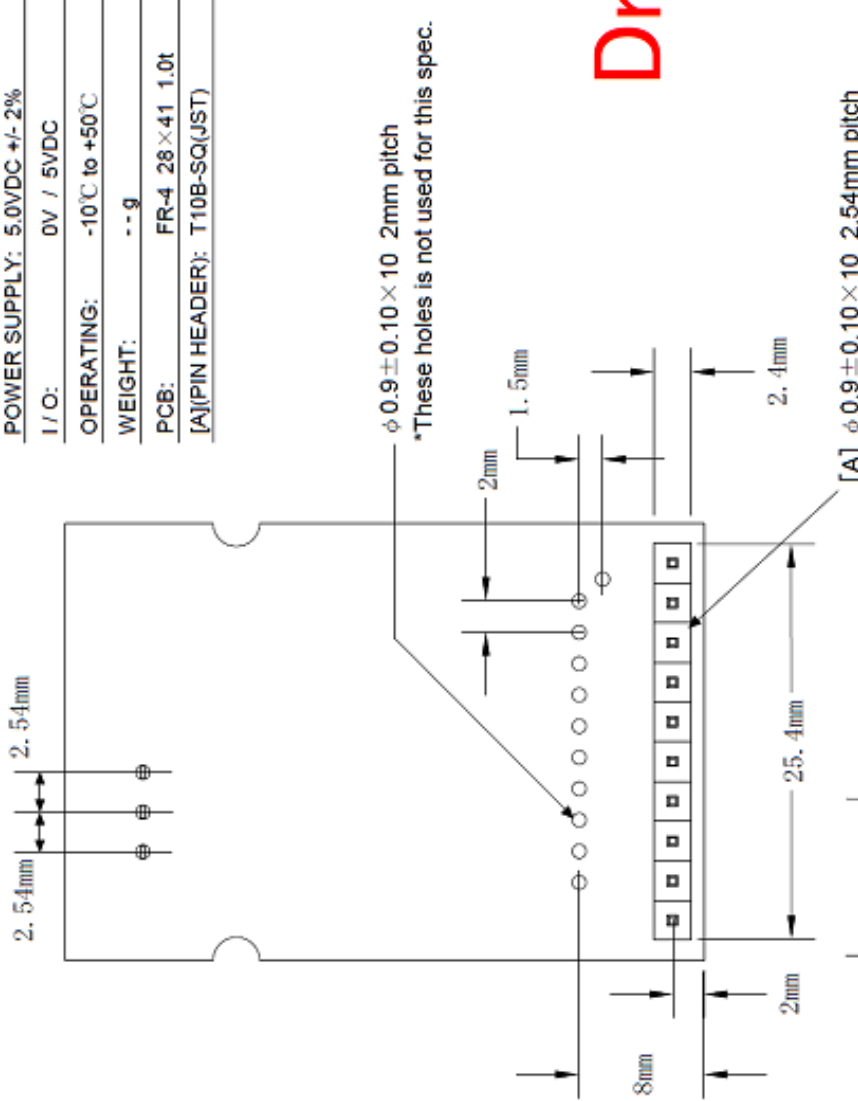 POWER SUPPLY: 5.0VDC +/- 2%
I / O: 0V / 5VDC
OPERATING: -10℃ to +50℃
WEIGHT: - - g
PCB: FR-4 28×41 1.0t
[A](PIN HEADER): T10B-SQ(JST)
2.54mm
2.54mm
ϕ0.9±0.10×10 2mm pitch
*These holes is not used for this spec.
Dr
2mm
1.5mm
2.4mm
[A] ϕ0.9±0.10×10 2.54mm pitch
25.4mm
2mm
8mm